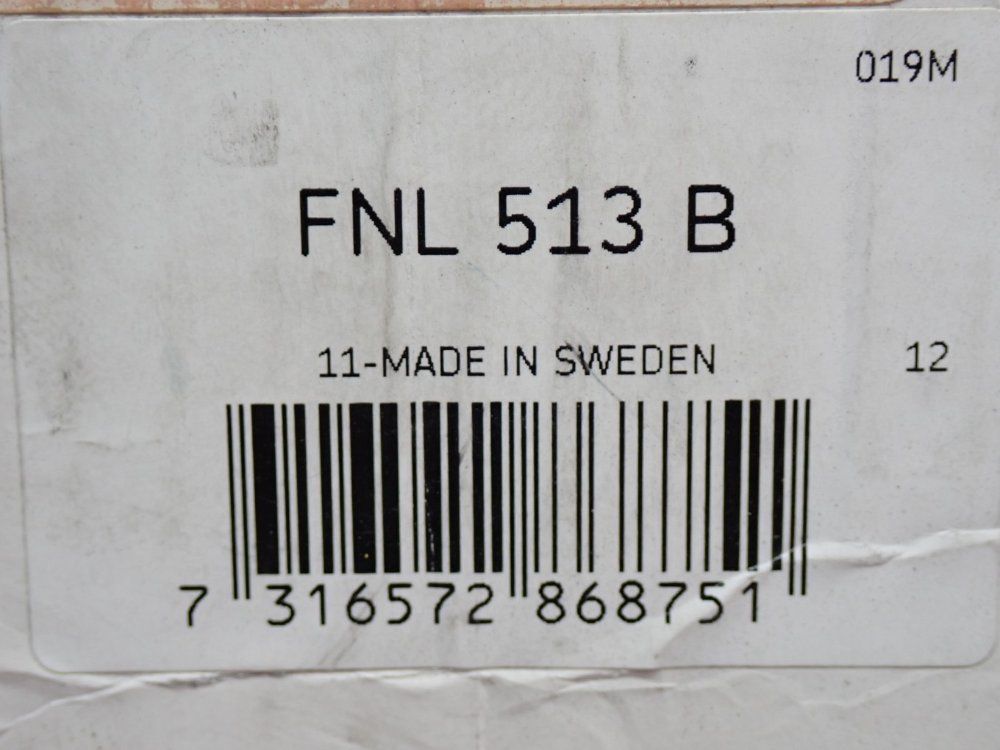 019M
FNL 513 B
11-MADE IN SWEDEN
12
7 316572 868751